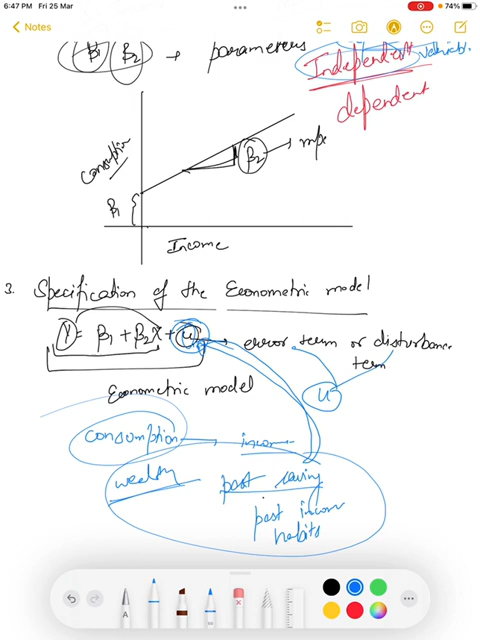 6:47 PM Fri 25 Mar
74%
Notes
β1 β2 → parameters
Independent
dependent
Consumption
β2 → mpc
β1
Income
3. Specification of the Econometric model
Y = β1 + β2X + u → error term or disturbance
term
u
Econometric model
consumption → income
past saving
past income
habits
A